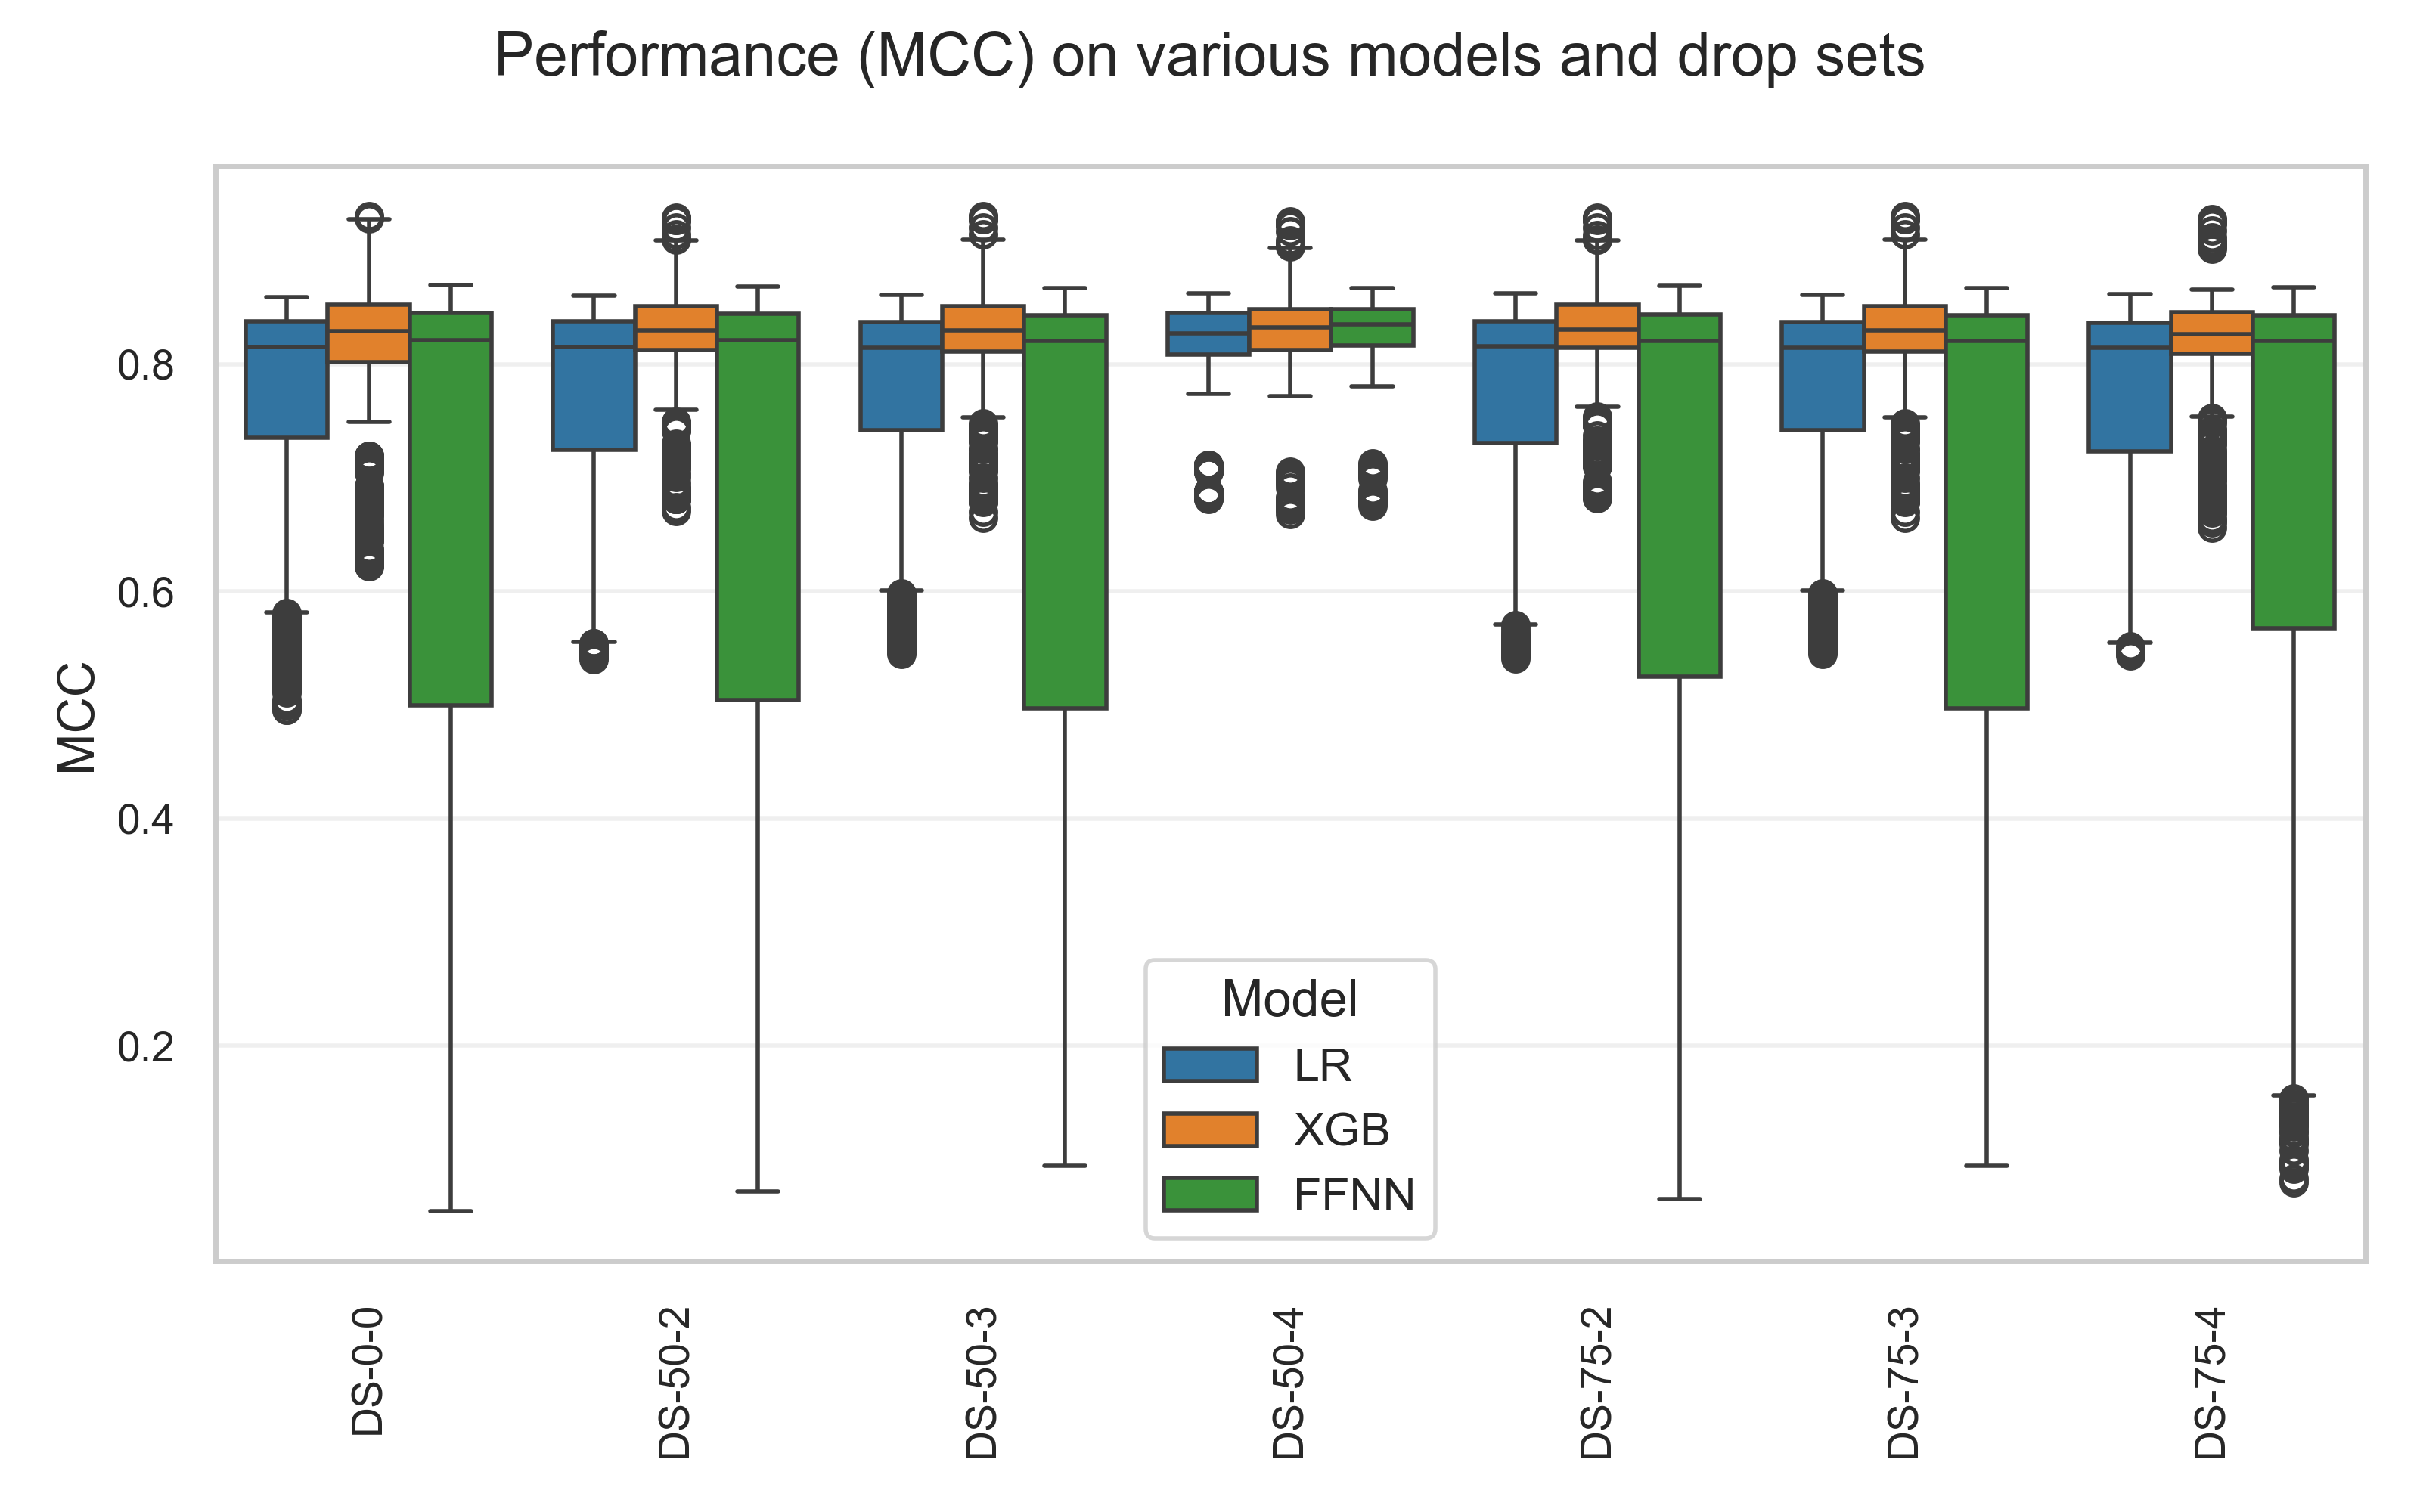 Performance (MCC) on various models and drop sets
MCC
0.8
0.6
0.4
0.2
Model
LR
XGB
FFNN
DS-0-0
DS-50-2
DS-50-3
DS-50-4
DS-75-2
DS-75-3
DS-75-4